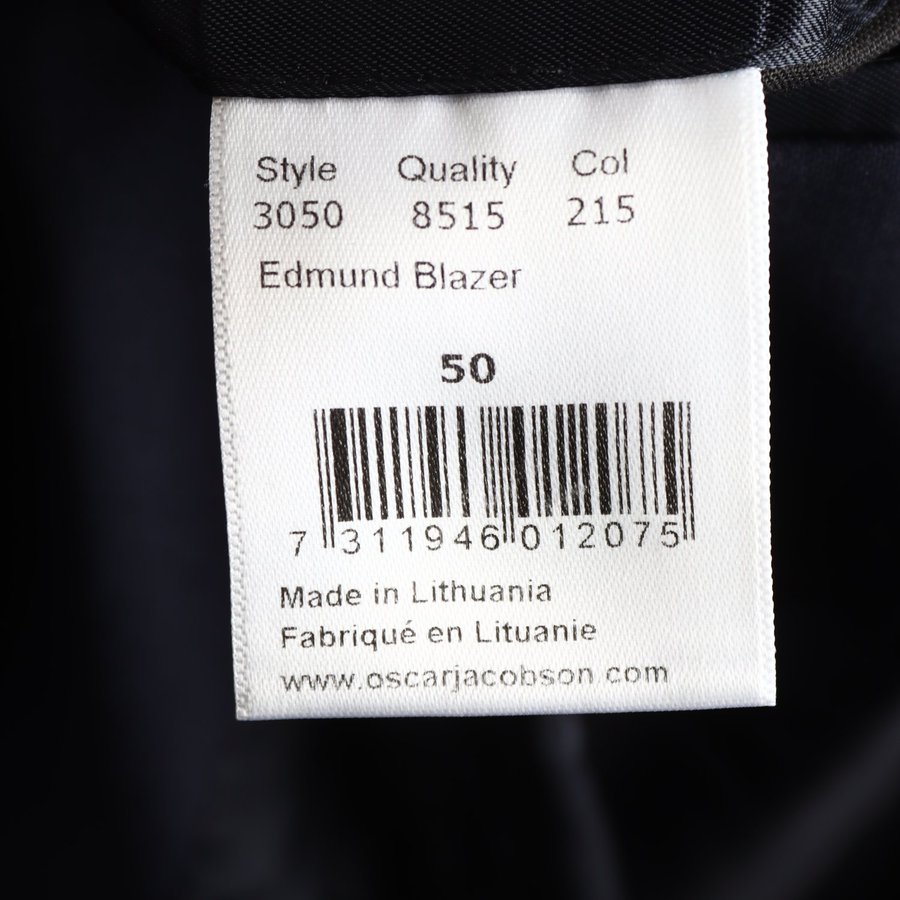 Style Quality Col
3050 8515 215
Edmund Blazer
50
7 311946 012075
Made in Lithuania
Fabriqué en Lituanie
www.oscarjacobson.com